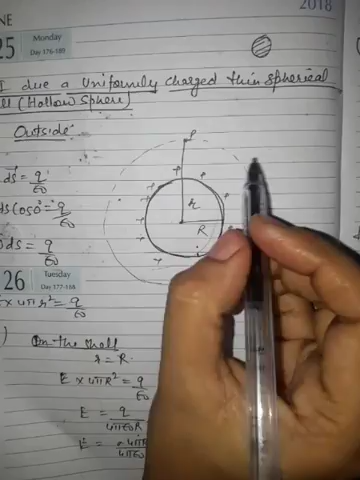 NE
2018
25
Monday
Day 176-189
I due a Uniformly charged thin spherical
ll (Hollow Sphere)
Outside
P
ds = q/ε0
ds cos0° = q/ε0
ds = q/ε0
r
R
26
Tuesday
Day 177-188
E x 4πr² = q/ε0
)
On the shell
r = R
E x 4πR² = q/ε0
E = q/4πε0R
E =